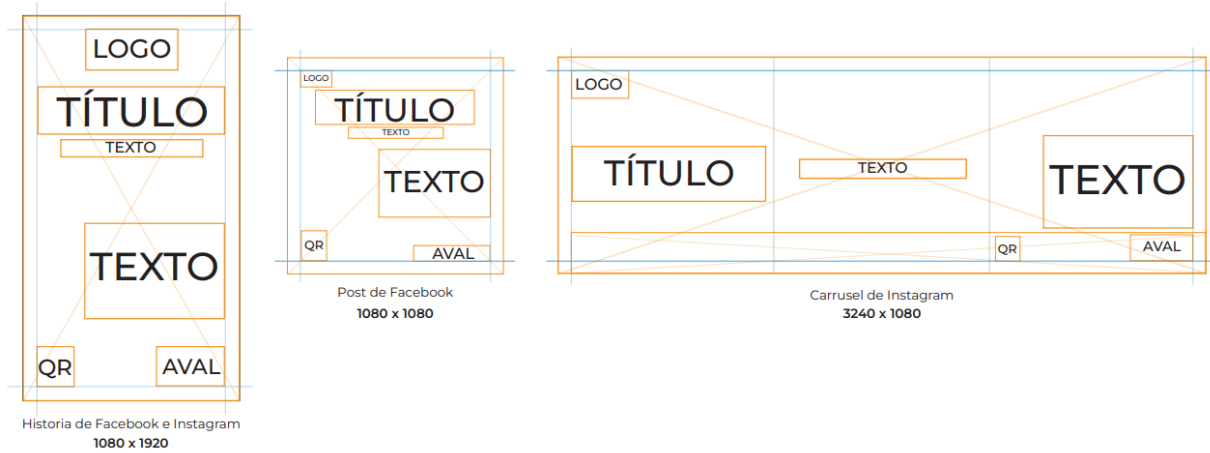 LOGO
TÍTULO
TEXTO
TEXTO
QR
AVAL
Historia de Facebook e Instagram
1080 x 1920
LOGO
TÍTULO
TEXTO
TEXTO
QR
AVAL
Post de Facebook
1080 x 1080
LOGO
TÍTULO
TEXTO
TEXTO
QR
AVAL
Carrusel de Instagram
3240 x 1080